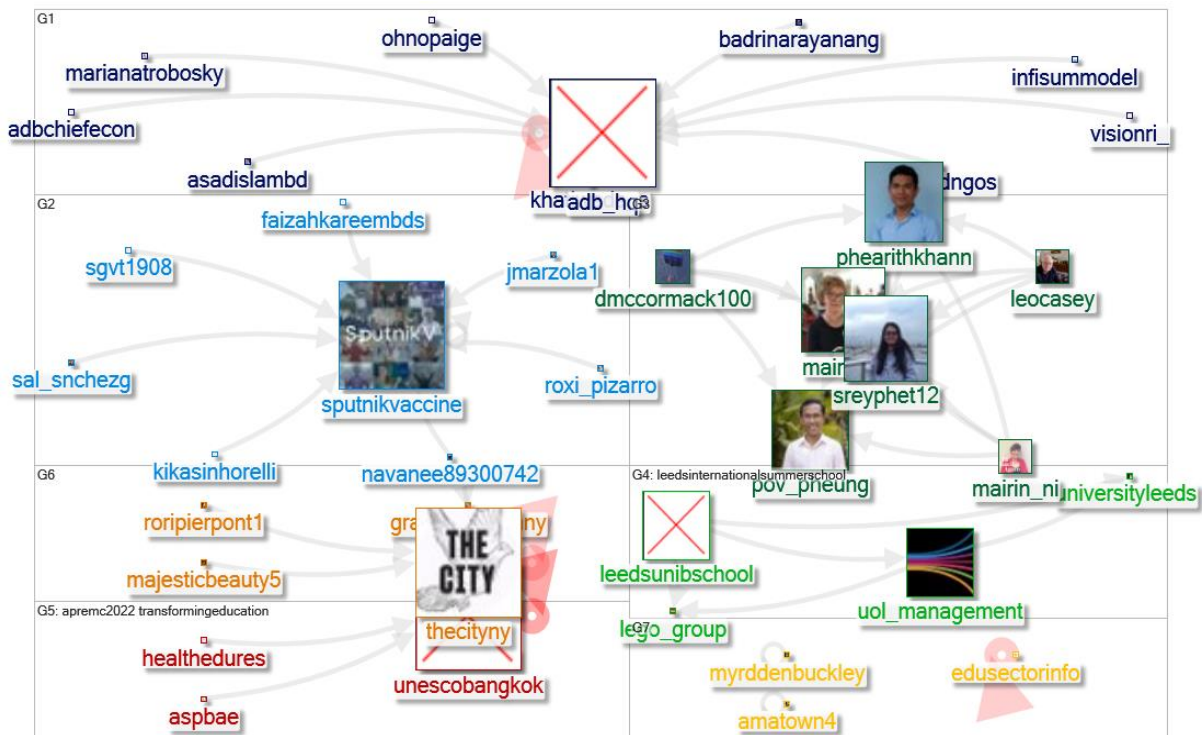 G1
ohnopaige
badrinarayanang
marianatrobosky
infisummodel
adbchiefecon
visionri_
asadislambd
adb_hq
dngos
G2
faizahkareembds
sgvt1908
jmarzola1
phearithkhann
dmccormack100
leocasey
Sputnik V
sal_snchezg
roxi_pizarro
sputnikvaccine
sreyphet12
kikasinhorelli
navanee89300742
pov_pheung
mairin_ni
G6
G4: leedsinternationalsummerschool
universityleeds
roripierpont1
THE
CITY
majesticbeauty5
leedsunibschool
uol_management
G5: apremc2022 transformingeducation
thecityny
lego_group
G7
healthedures
unescobangkok
myrddenbuckley
edusectorinfo
aspbae
amatown4